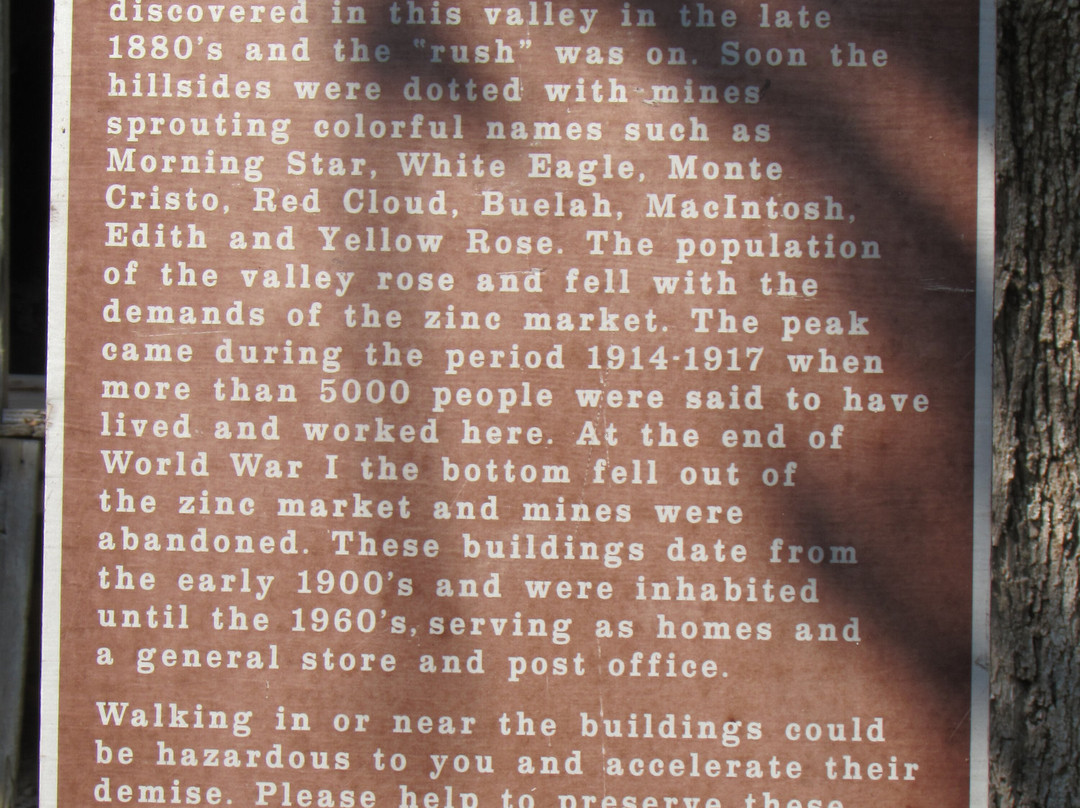 discovered in this valley in the late
1880's and the "rush" was on. Soon the
hillsides were dotted with mines
sprouting colorful names such as
Morning Star, White Eagle, Monte
Cristo, Red Cloud, Buelah, MacIntosh,
Edith and Yellow Rose. The population
of the valley rose and fell with the
demands of the zinc market. The peak
came during the period 1914-1917 when
more than 5000 people were said to have
lived and worked here. At the end of
World War I the bottom fell out of
the zinc market and mines were
abandoned. These buildings date from
the early 1900's and were inhabited
until the 1960's, serving as homes and
a general store and post office.
Walking in or near the buildings could
be hazardous to you and accelerate their
demise. Please help to preserve these